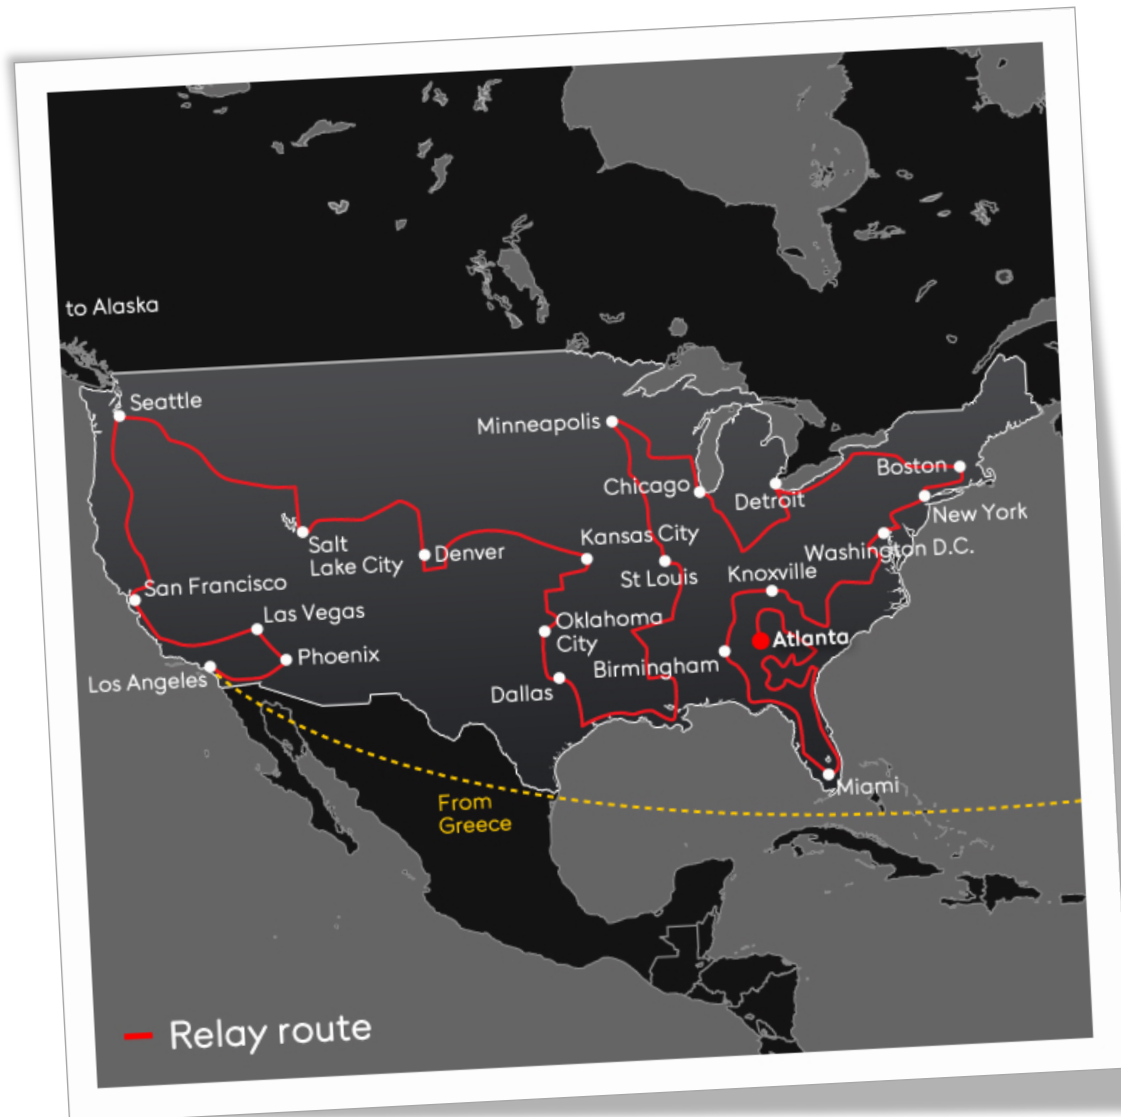 to Alaska
Seattle
Minneapolis
Boston
Chicago
Detroit
New York
Salt
Lake City
Denver
Kansas City
Washington D.C.
San Francisco
St Louis
Knoxville
Las Vegas
Oklahoma
City
Atlanta
Phoenix
Birmingham
Los Angeles
Dallas
Miami
From
Greece
Relay route